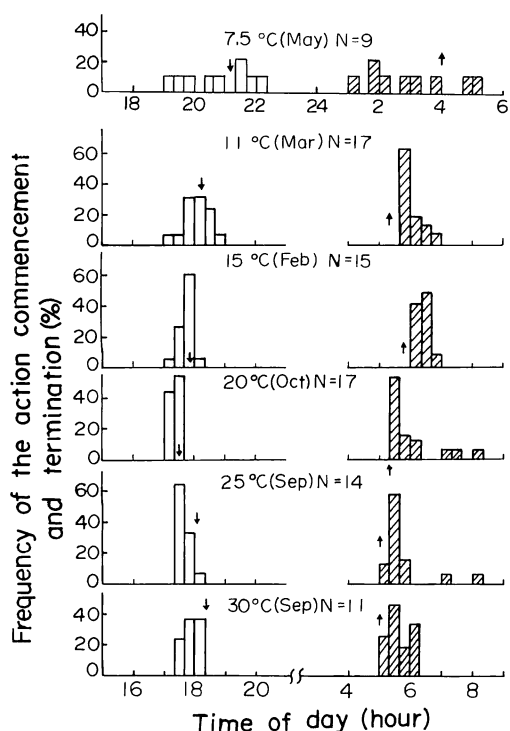 Frequency of the action commencement
and termination (%)
7.5 °C (May) N=9
40
20
0
18 20 22 24 2 4 6
11 °C (Mar) N=17
60
40
20
0
15 °C (Feb) N=15
60
40
20
0
20°C (Oct) N=17
40
20
0
25°C (Sep) N=14
60
40
20
0
30°C (Sep) N=11
40
20
0
16 18 20 4 6 8
Time of day (hour)